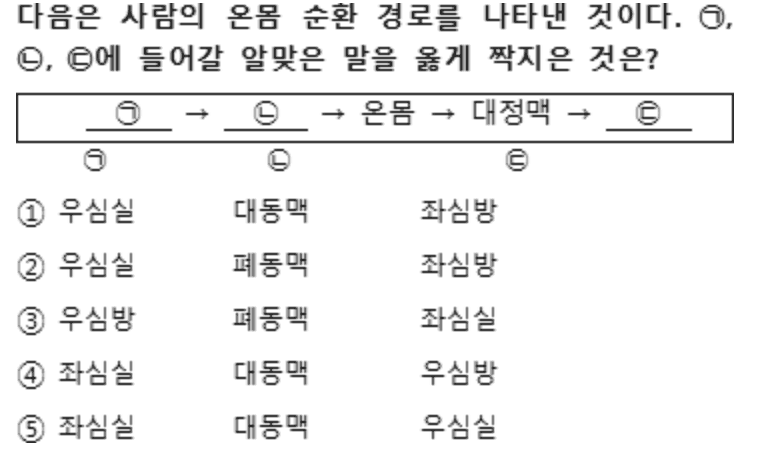 다음은 사람의 온몸 순환 경로를 나타낸 것이다. ㉠,
㉡, ㉢에 들어갈 알맞은 말을 옳게 짝지은 것은?
㉠ → ㉡ → 온몸 → 대정맥 → ㉢
㉠ ㉡ ㉢
① 우심실 대동맥 좌심방
② 우심실 폐동맥 좌심방
③ 우심방 폐동맥 좌심실
④ 좌심실 대동맥 우심방
⑤ 좌심실 대동맥 우심실